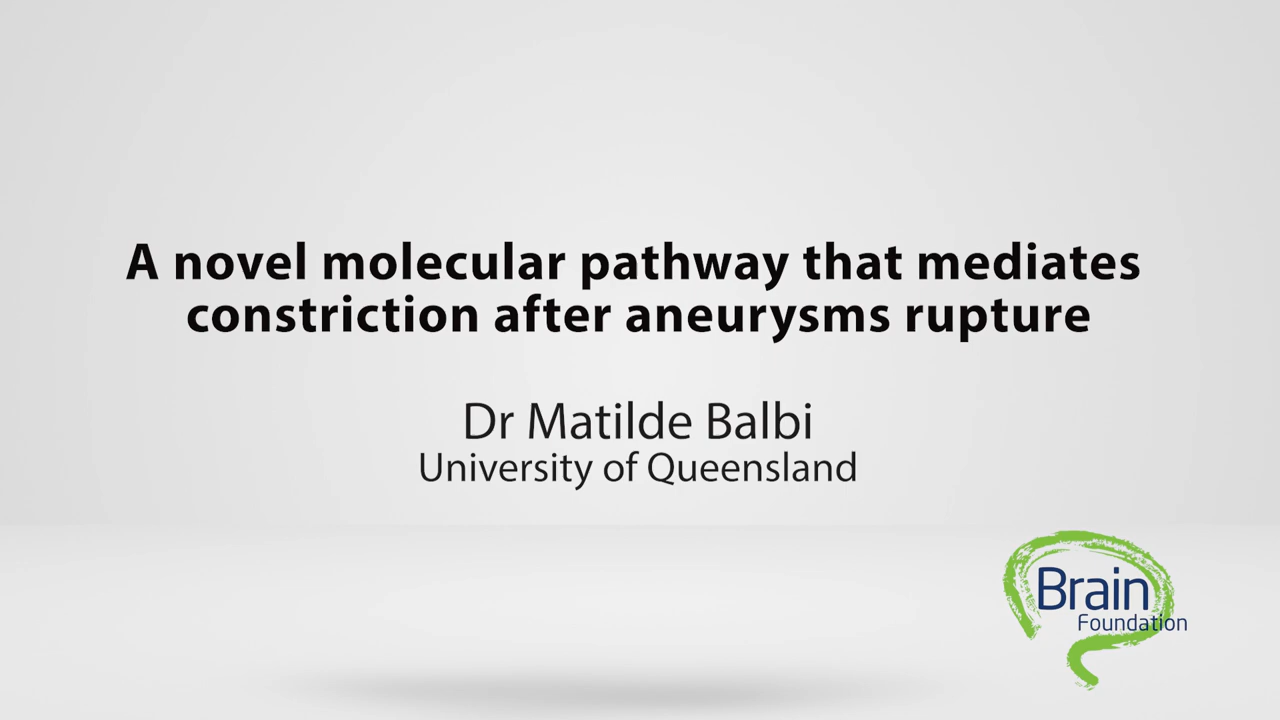 A novel molecular pathway that mediates
constriction after aneurysms rupture
Dr Matilde Balbi
University of Queensland
Brain
Foundation